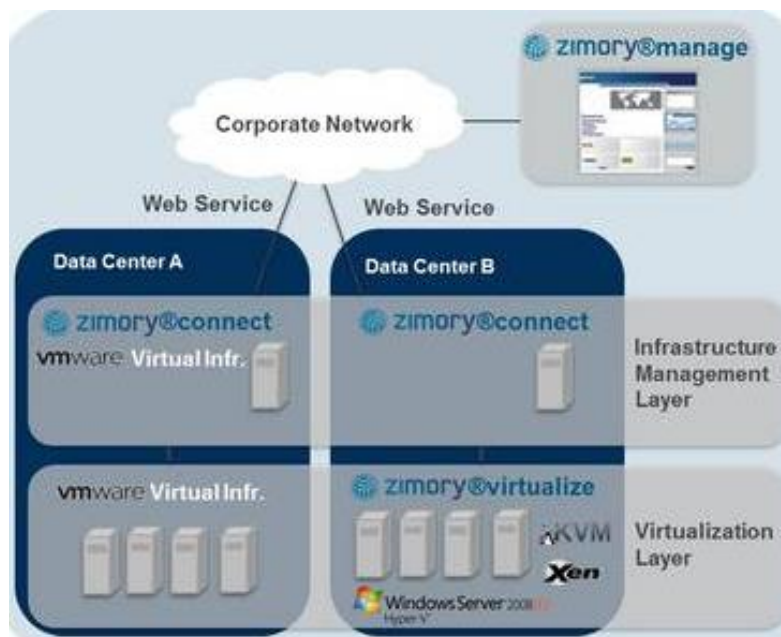 zimory®manage
Corporate Network
Web Service
Web Service
Data Center A
Data Center B
zimory®connect
zimory®connect
vmware Virtual Infr.
Infrastructure
Management
Layer
vmware Virtual Infr.
zimory®virtualize
KVM
Xen
Virtualization
Layer
Windows Server 2008 R2
Hyper-V